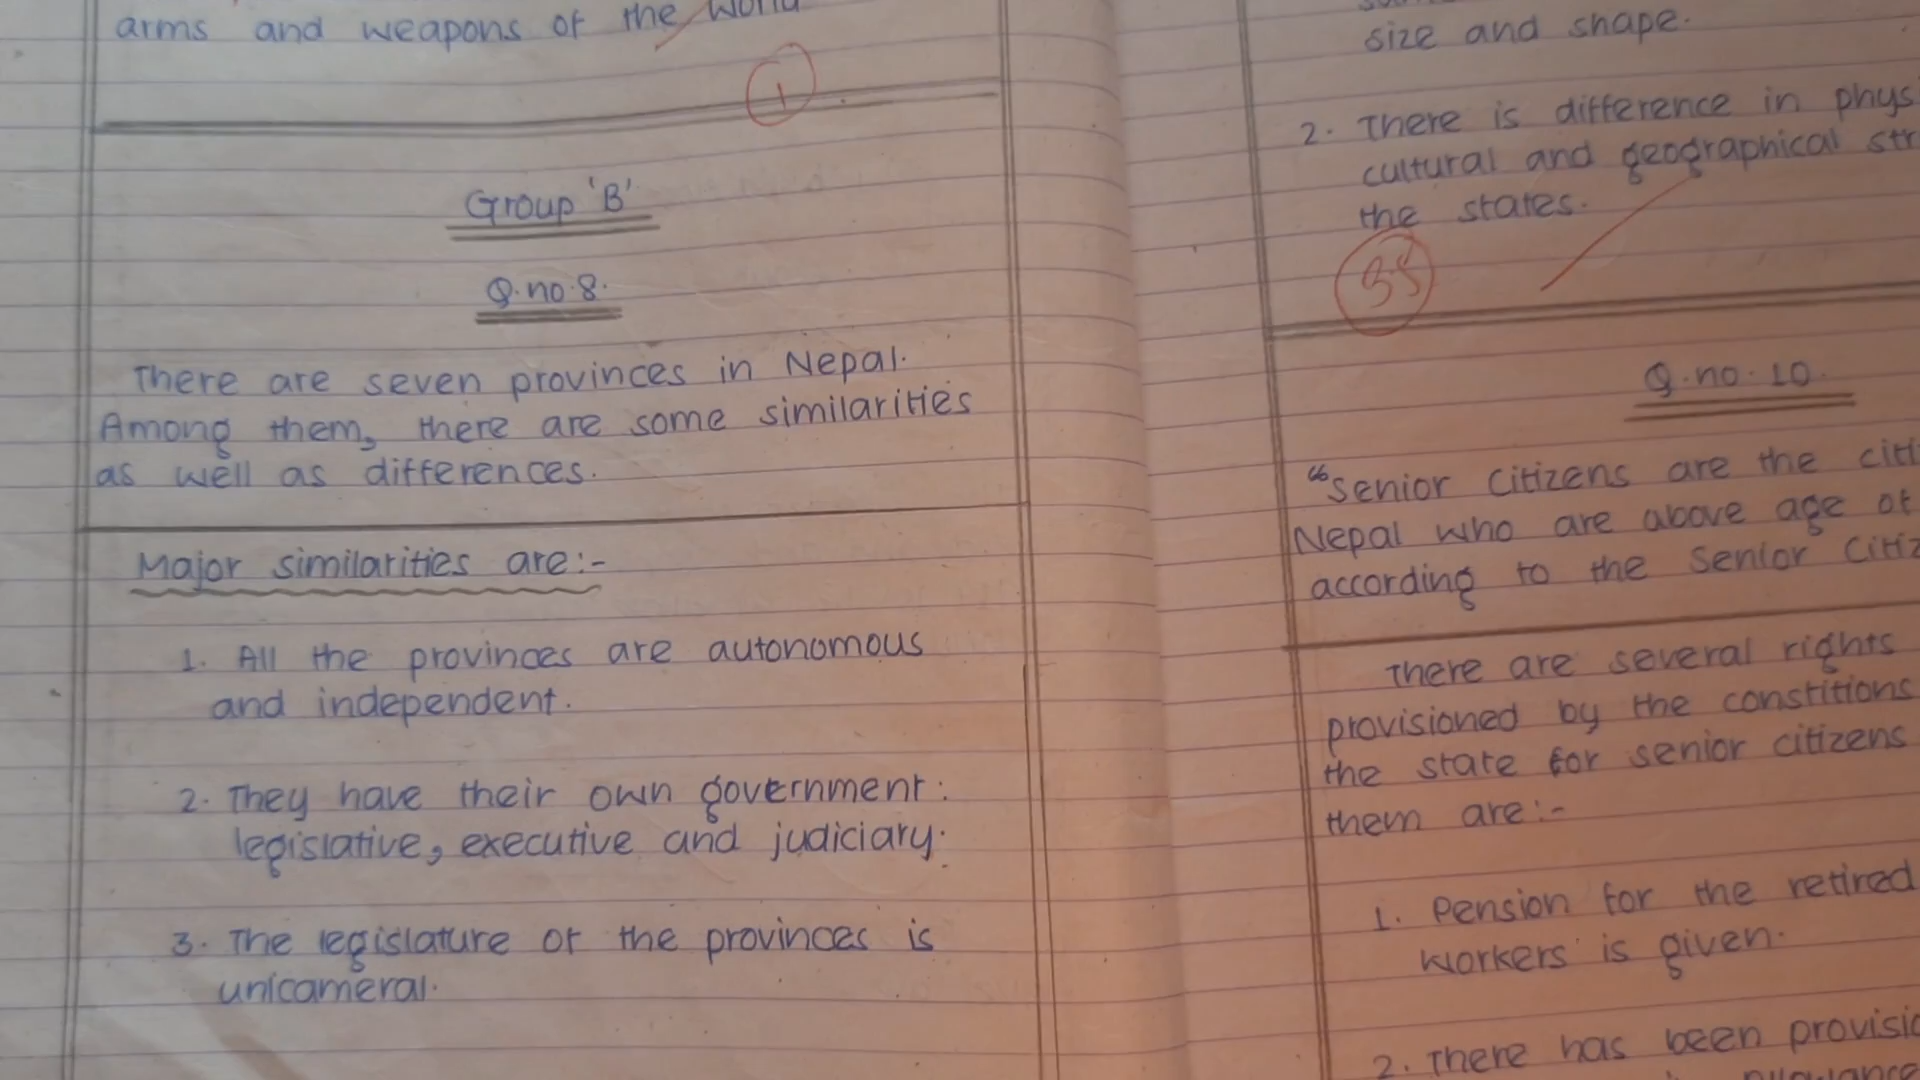 arms and weapons of the world
1
Group 'B'
Q.no.8.
There are seven provinces in Nepal.
Among them, there are some similarities
as well as differences.
Major similarities are:-
1. All the provinces are autonomous
and independent.
2. They have their own government:
legislative, executive and judiciary.
3. The legislature of the provinces is
unicameral.
size and shape.
2. There is difference in phys
cultural and geographical str
the states.
3.5
Q.no.10.
"Senior Citizens are the citi
Nepal who are above age of
according to the Senior Citiz
There are several rights
provisioned by the constitions
the state for senior citizens
them are:-
1. Pension for the retired
workers is given.
2. There has been provisio